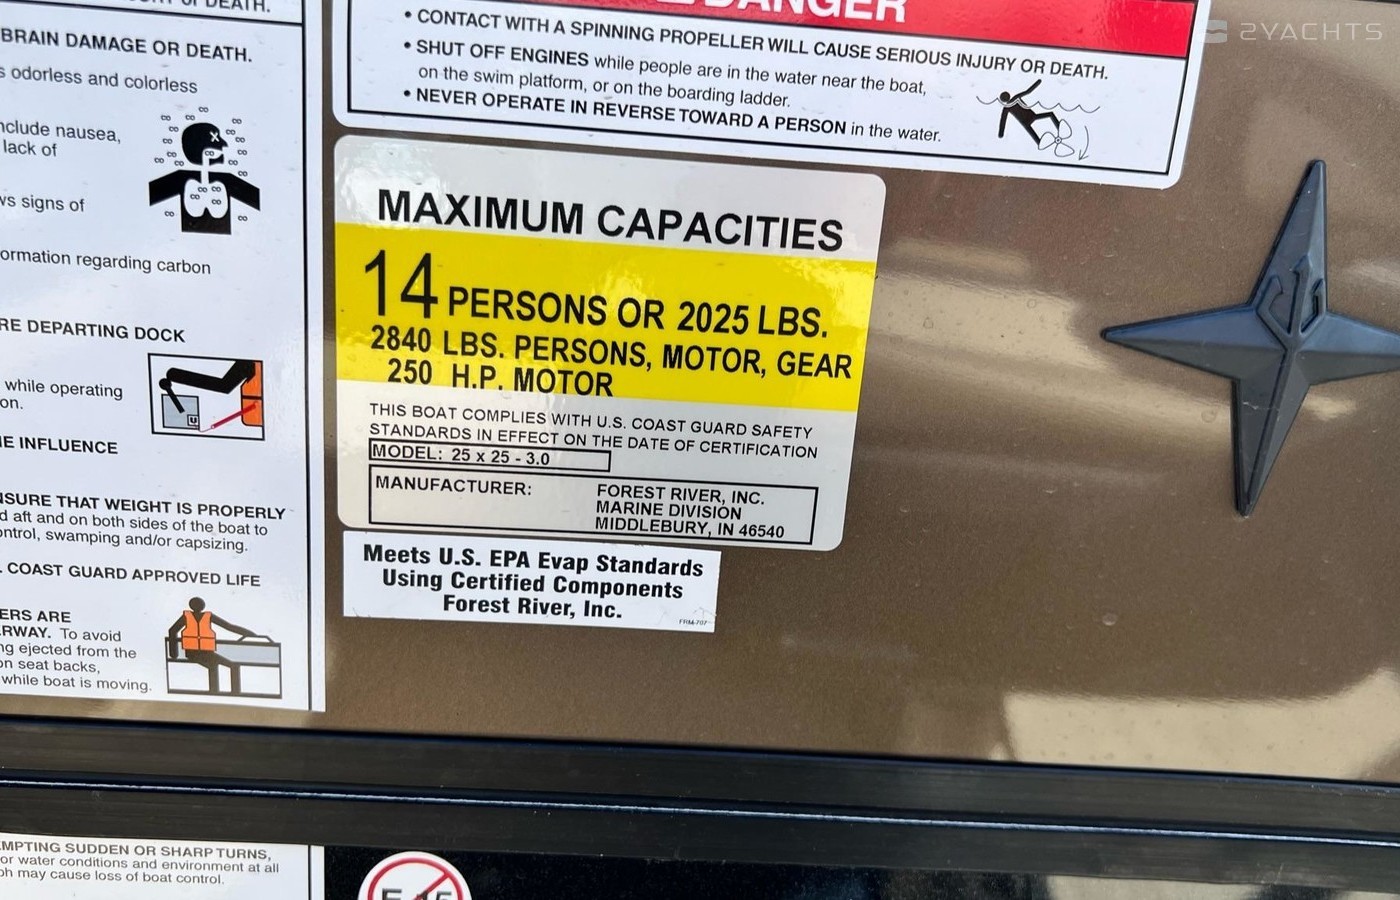 or DEATH.
BRAIN DAMAGE OR DEATH.
s odorless and colorless
nclude nausea,
lack of
ws signs of
ormation regarding carbon
RE DEPARTING DOCK
while operating
on.
IE INFLUENCE
NSURE THAT WEIGHT IS PROPERLY
d aft and on both sides of the boat to
ontrol, swamping and/or capsizing.
. COAST GUARD APPROVED LIFE
ERS ARE
RWAY. To avoid
ng ejected from the
on seat backs,
while boat is moving.
DANGER
• CONTACT WITH A SPINNING PROPELLER WILL CAUSE SERIOUS INJURY OR DEATH.
• SHUT OFF ENGINES while people are in the water near the boat,
on the swim platform, or on the boarding ladder.
• NEVER OPERATE IN REVERSE TOWARD A PERSON in the water.
2YACHTS
MAXIMUM CAPACITIES
14 PERSONS OR 2025 LBS.
2840 LBS. PERSONS, MOTOR, GEAR
250 H.P. MOTOR
THIS BOAT COMPLIES WITH U.S. COAST GUARD SAFETY
STANDARDS IN EFFECT ON THE DATE OF CERTIFICATION
MODEL: 25 x 25 - 3.0
MANUFACTURER: FOREST RIVER, INC.
MARINE DIVISION
MIDDLEBURY, IN 46540
Meets U.S. EPA Evap Standards
Using Certified Components
Forest River, Inc.
FRM-707
EMPTING SUDDEN OR SHARP TURNS,
or water conditions and environment at all
ph may cause loss of boat control.